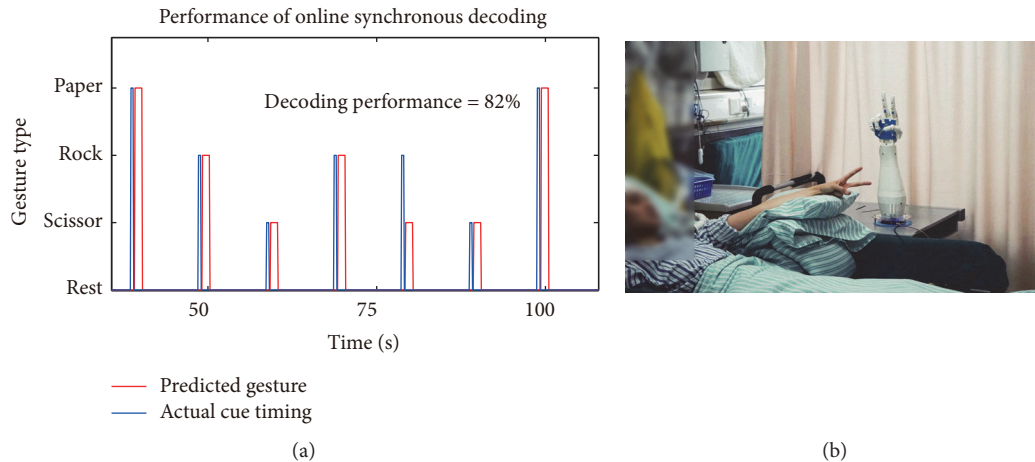 Performance of online synchronous decoding
Paper
Decoding performance = 82%
Rock
Gesture type
Scissor
Rest
50
75
100
Time (s)
Predicted gesture
Actual cue timing
(a)
(b)